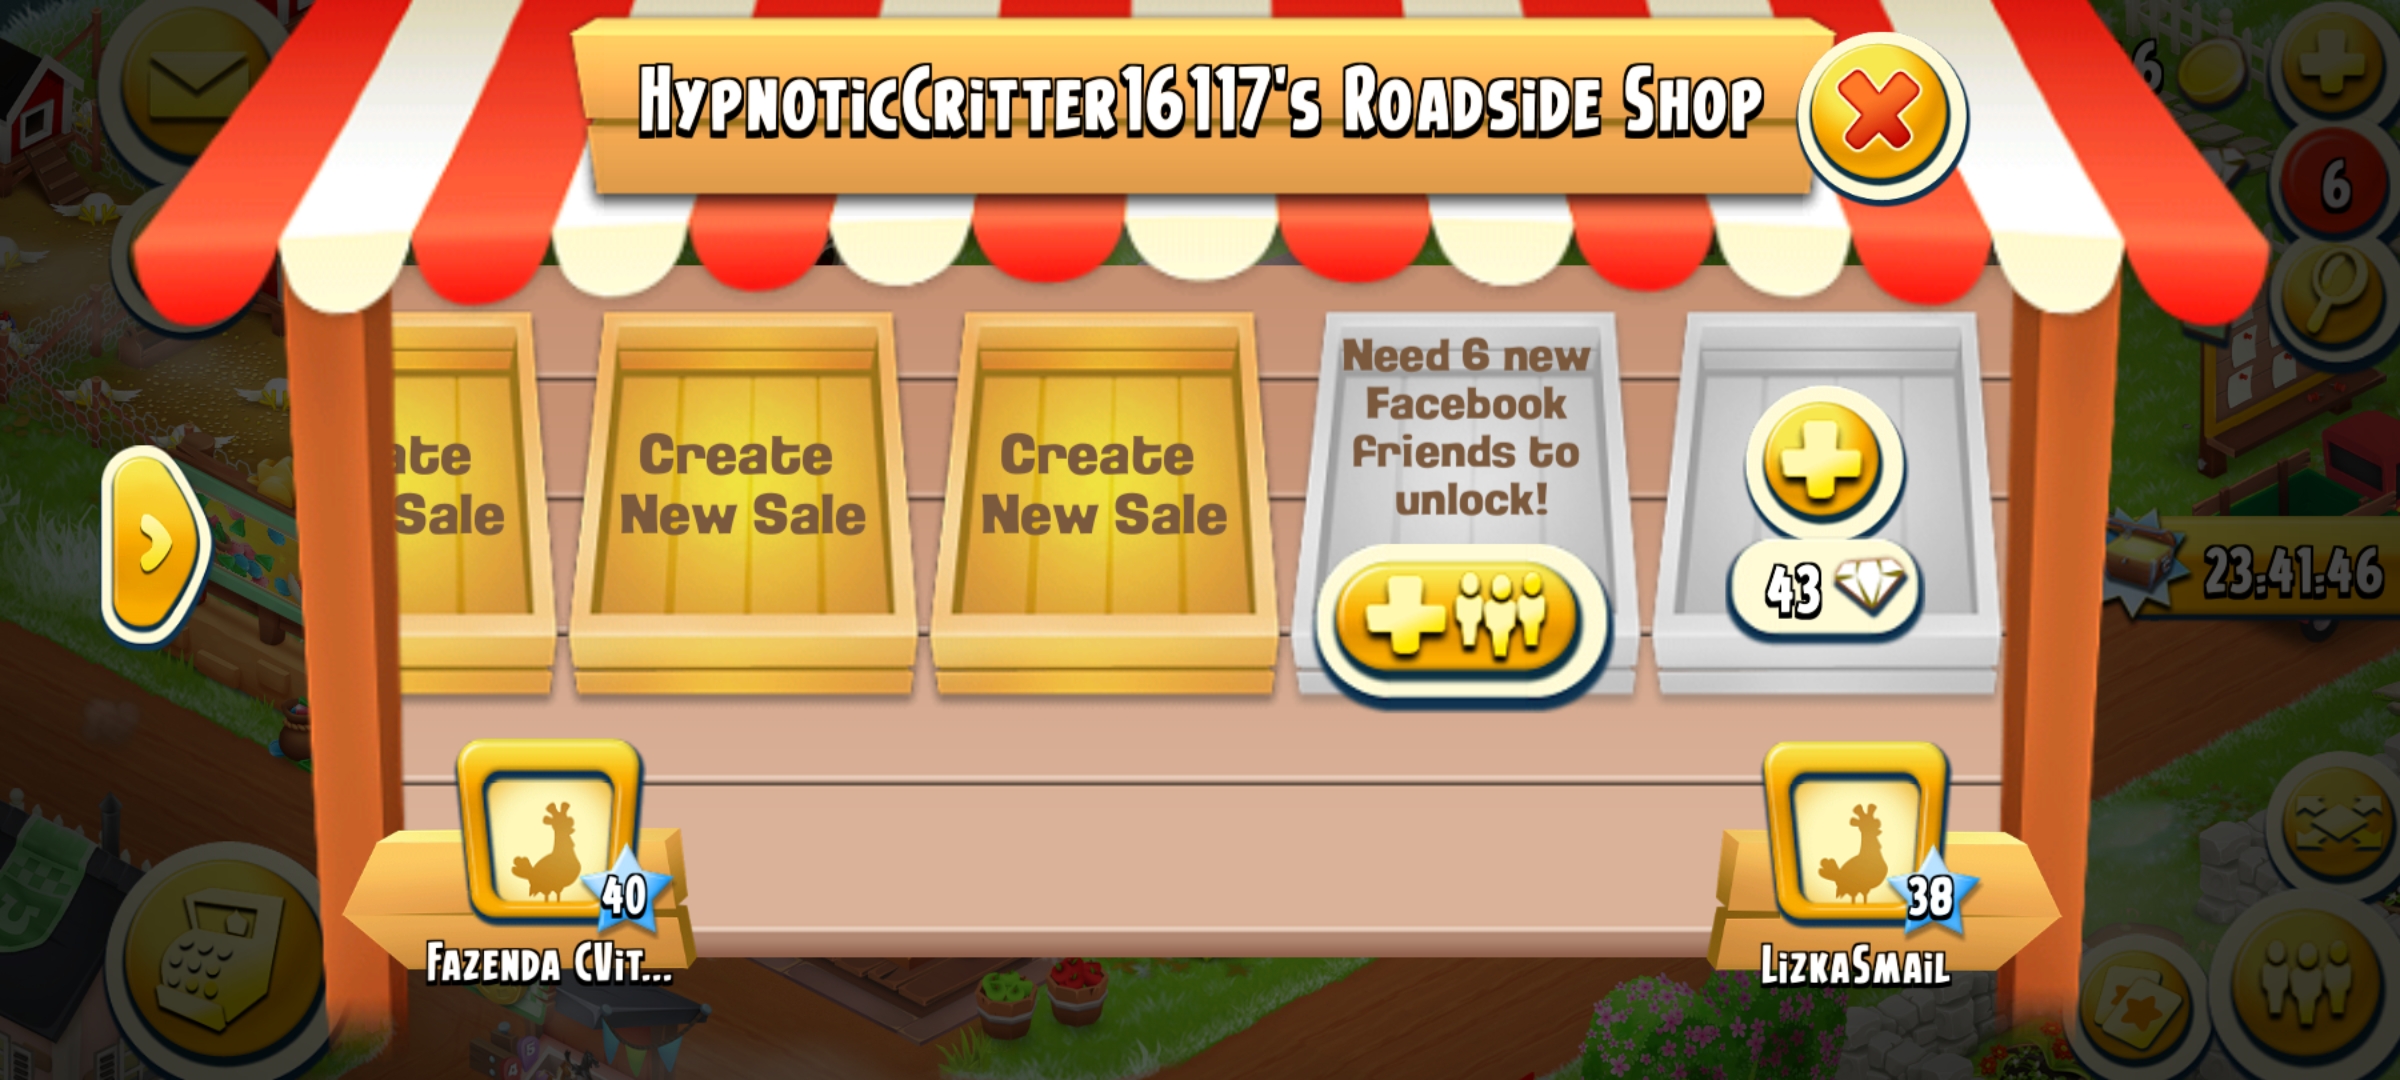 HypnoticCritter16117's Roadside Shop
6
6
ate
Sale
Create
New Sale
Create
New Sale
Need 6 new
Facebook
friends to
unlock!
43
23:41:46
40
Fazenda CVit...
38
LizkaSmail